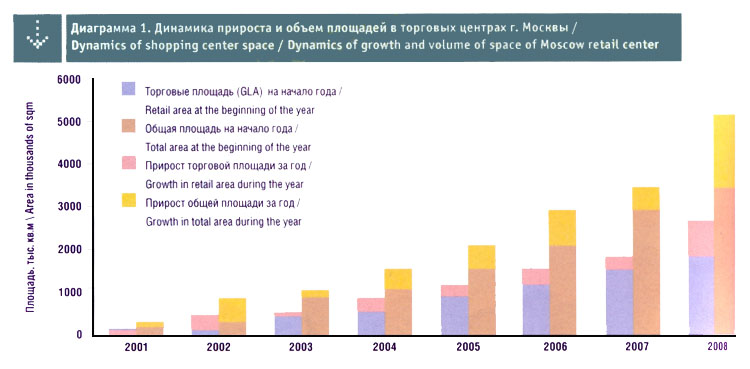 Диаграмма 1. Динамика прироста и объем площадей в торговых центрах г. Москвы /
Dynamics of shopping center space / Dynamics of growth and volume of space of Moscow retail center
Площадь, тыс. кв.м \ Area in thousands of sqm
6000
5000
4000
3000
2000
1000
0
Торговые площадь (GLA) на начало года /
Retail area at the beginning of the year
Общая площадь на начало года /
Total area at the beginning of the year
Прирост торговой площади за год /
Growth in retail area during the year
Прирост общей площади за год /
Growth in total area during the year
2001 2002 2003 2004 2005 2006 2007 2008